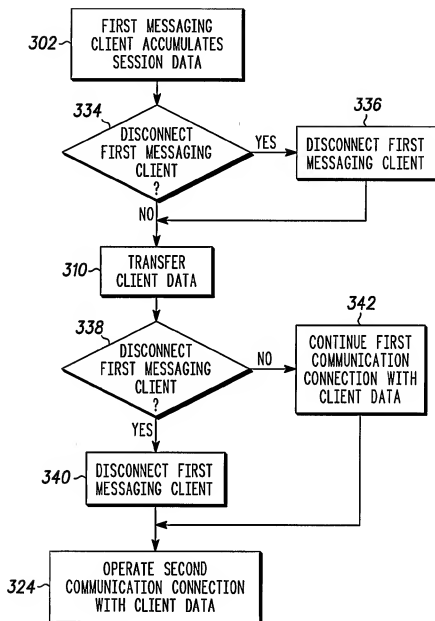 302
FIRST MESSAGING
CLIENT ACCUMULATES
SESSION DATA
334
DISCONNECT
FIRST MESSAGING
CLIENT
?
YES
336
DISCONNECT FIRST
MESSAGING CLIENT
NO
310
TRANSFER
CLIENT DATA
338
DISCONNECT
FIRST MESSAGING
CLIENT
?
NO
342
CONTINUE FIRST
COMMUNICATION
CONNECTION WITH
CLIENT DATA
YES
340
DISCONNECT FIRST
MESSAGING CLIENT
324
OPERATE SECOND
COMMUNICATION CONNECTION
WITH CLIENT DATA